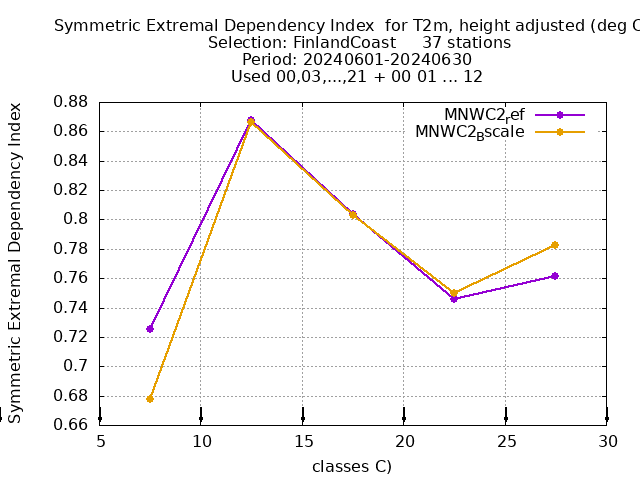 Symmetric Extremal Dependency Index for T2m, height adjusted (deg C
Selection: FinlandCoast 37 stations
Period: 20240601-20240630
Used 00,03,...,21 + 00 01 ... 12
Symmetric Extremal Dependency Index
0.88
0.86
0.84
0.82
0.8
0.78
0.76
0.74
0.72
0.7
0.68
0.66
MNWC2ref
MNWC2Bscale
5 10 15 20 25 30
classes C)